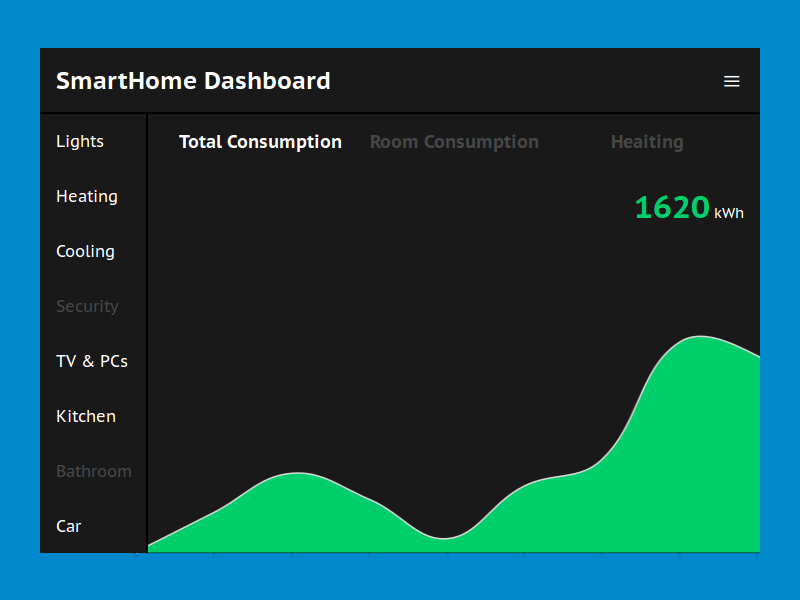 SmartHome Dashboard
Lights
Heating
Cooling
Security
TV & PCs
Kitchen
Bathroom
Car
Total Consumption
Room Consumption
Heaiting
1620 kWh